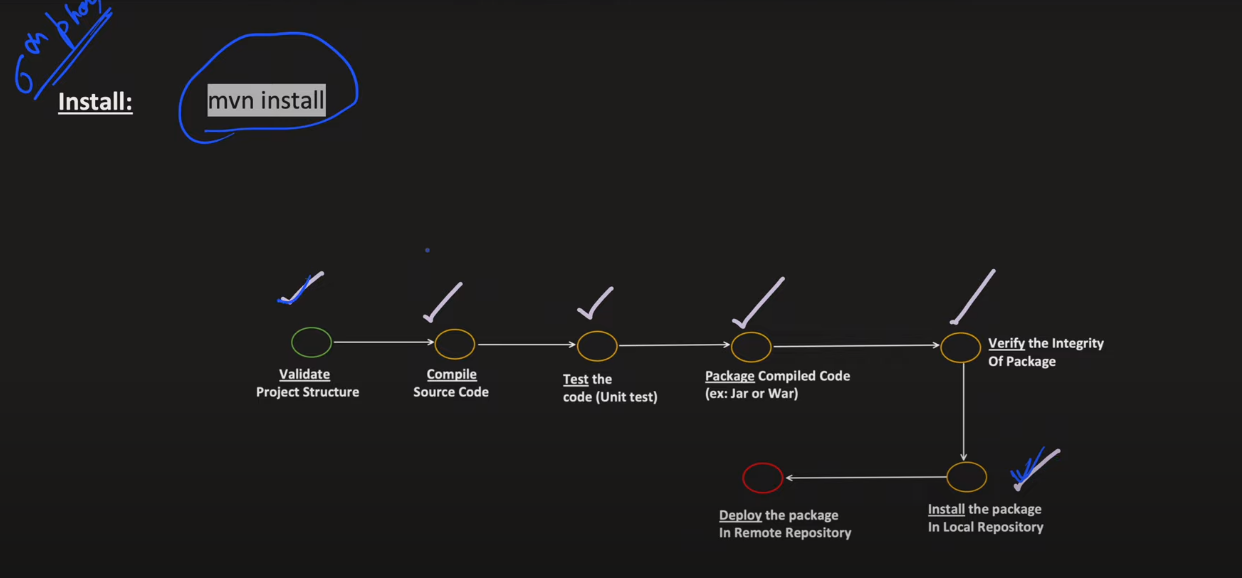 6th
Install:
mvn install
Validate
Project Structure
Compile
Source Code
Test the
code (Unit test)
Package Compiled Code
(ex: Jar or War)
Verify the Integrity
Of Package
Install the package
In Local Repository
Deploy the package
In Remote Repository